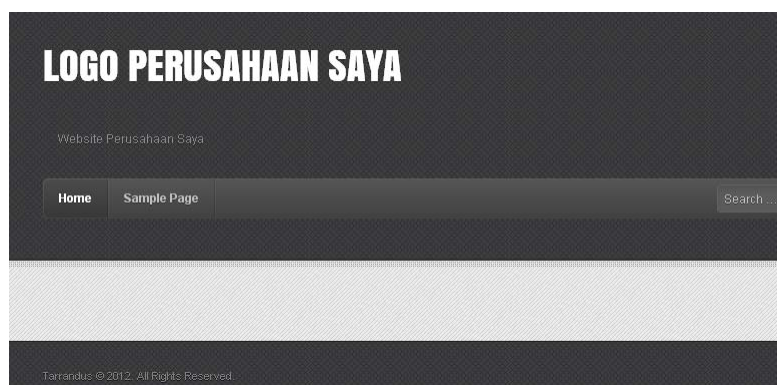 LOGO PERUSAHAAN SAYA
Website Perusahaan Saya
Home Sample Page Search ...
Tarrandus © 2012. All Rights Reserved.